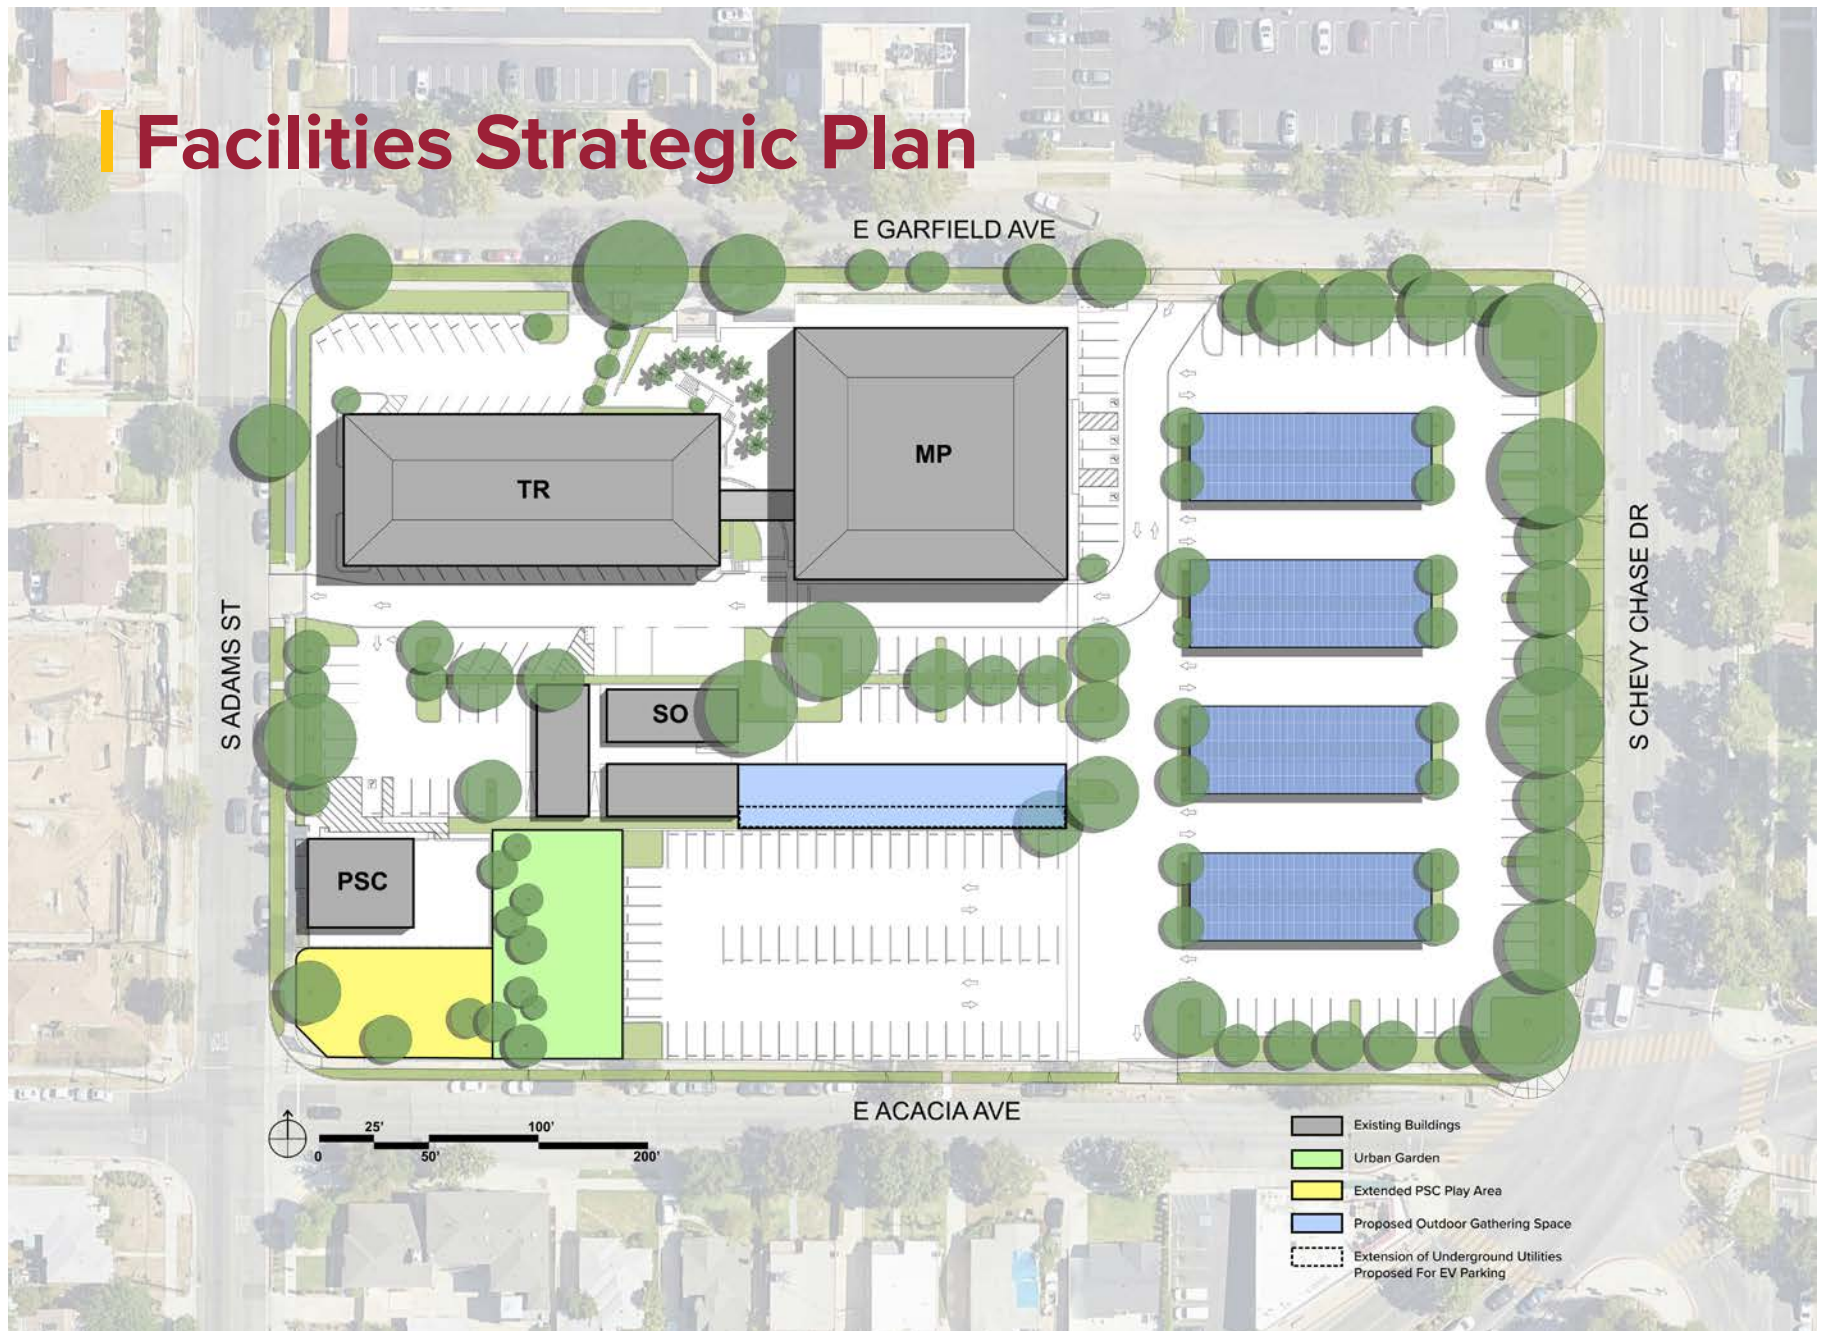 Facilities Strategic Plan
E GARFIELD AVE
MP
TR
S ADAMS ST
S CHEVY CHASE DR
SO
PSC
E ACACIA AVE
25'
100'
0
50'
200'
Existing Buildings
Urban Garden
Extended PSC Play Area
Proposed Outdoor Gathering Space
Extension of Underground Utilities
Proposed For EV Parking